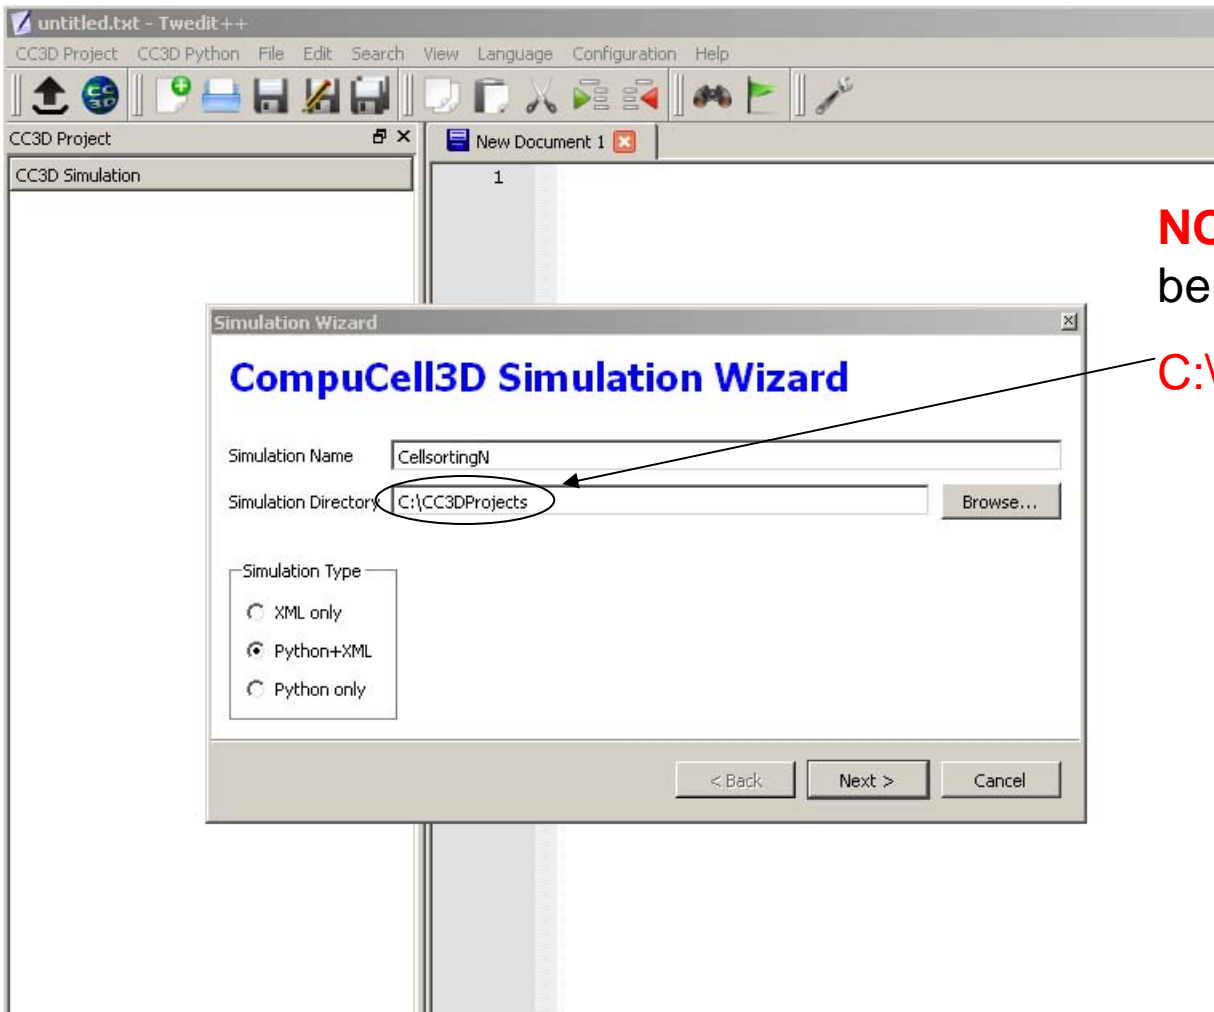 untitled.txt - Twedit++
CC3D Project CC3D Python File Edit Search View Language Configuration Help
CC3D Project
New Document 1
CC3D Simulation
1
NO
be
C:\
Simulation Wizard
CompuCell3D Simulation Wizard
Simulation Name CellsortingN
Simulation Directory C:\CC3DProjects Browse...
Simulation Type
XML only
Python+XML
Python only
< Back Next > Cancel